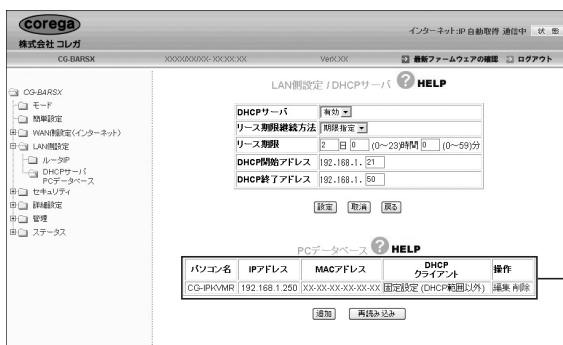 corega
株式会社 コレガ
インターネット:IP 自動取得 通信中 状態
CG-BARSX XXXX/XX/XX-XX:XX:XX VerX.XX 最新ファームウェアの確認 ログアウト
CG-BARSX
モード
簡単設定
WAN側設定(インターネット)
LAN側設定
ルータIP
DHCPサーバ
PCデータベース
セキュリティ
詳細設定
管理
ステータス
LAN側設定 / DHCPサーバ ? HELP
DHCPサーバ 有効
リース期限継続方法 期限指定
リース期限 2 日 0 (0～23)時間 0 (0～59)分
DHCP開始アドレス 192.168.1. 21
DHCP終了アドレス 192.168.1. 50
設定 取消 戻る
PCデータベース ? HELP
パソコン名 IPアドレス MACアドレス DHCPクライアント 操作
CG-IPKVMR 192.168.1.250 XX-XX-XX-XX-XX-XX 固定設定 (DHCP範囲以外) 編集 削除
追加 再読み込み